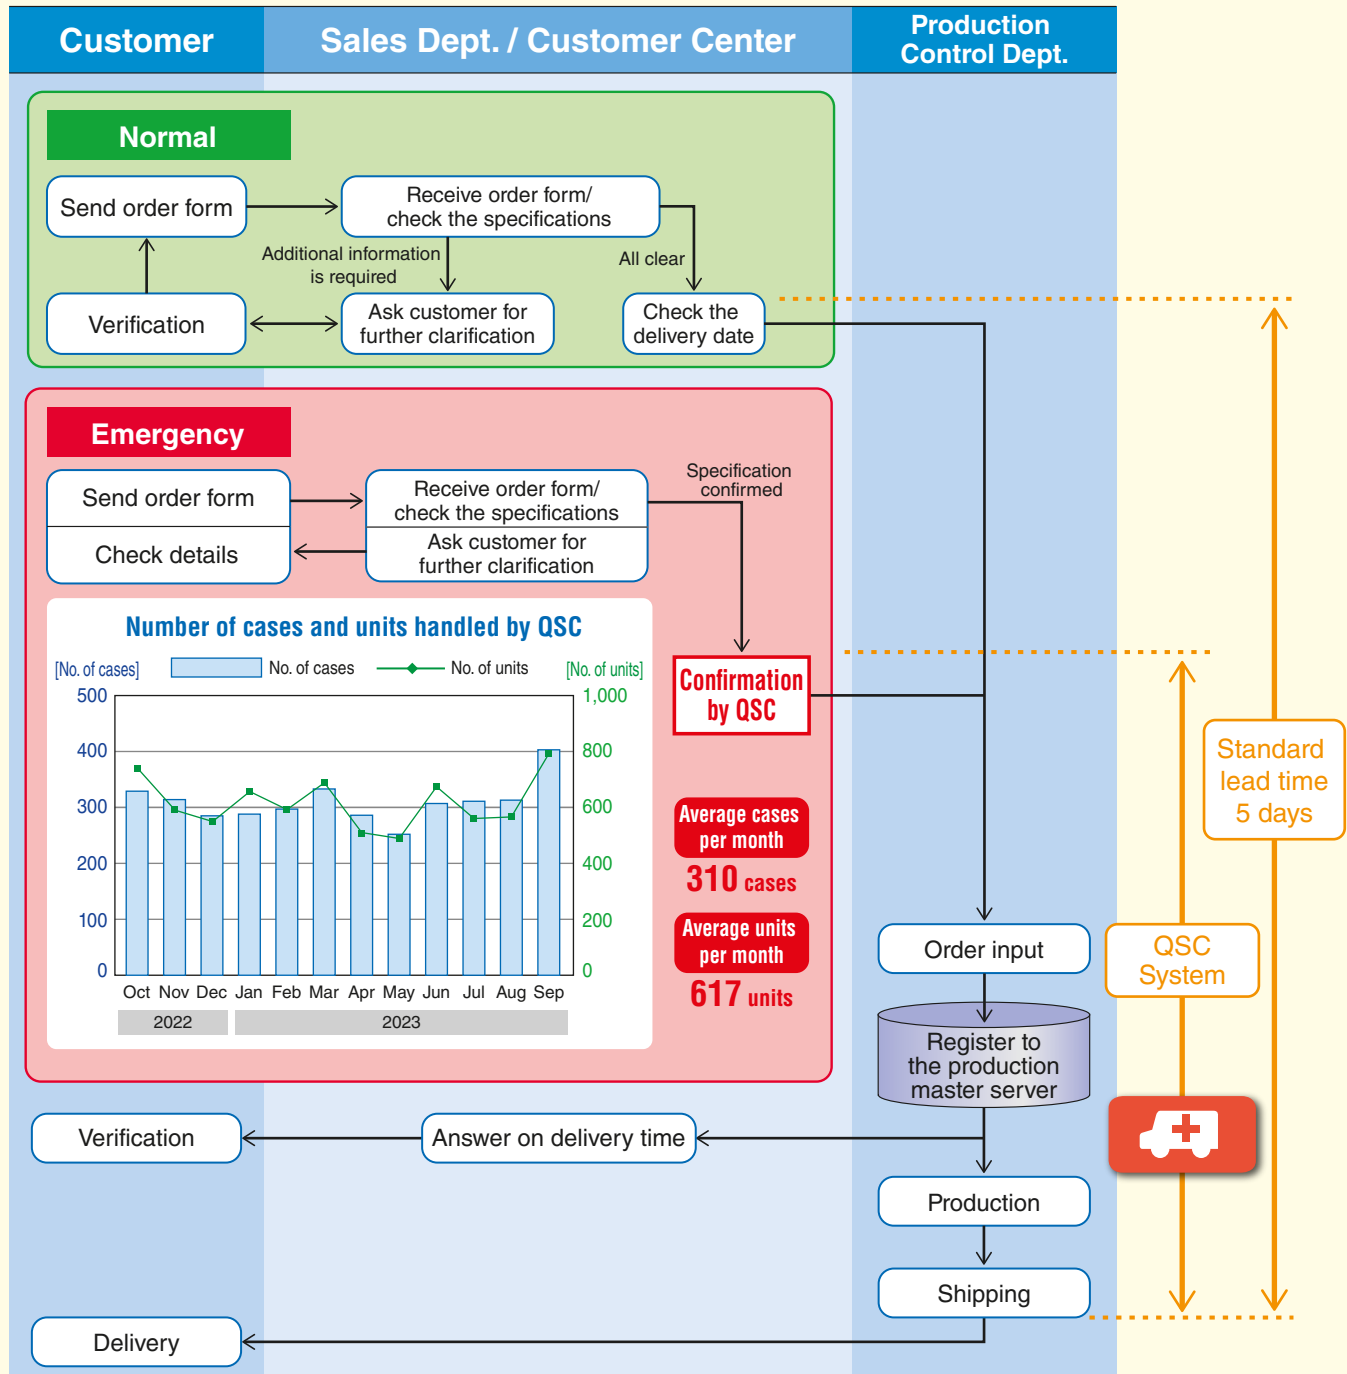 Customer
Sales Dept. / Customer Center
Production
Control Dept.
Normal
Send order form
Receive order form/
check the specifications
Additional information
is required
All clear
Verification
Ask customer for
further clarification
Check the
delivery date
Emergency
Send order form
Check details
Receive order form/
check the specifications
Ask customer for
further clarification
Specification
confirmed
Number of cases and units handled by QSC
[No. of cases]
No. of cases
No. of units
[No. of units]
500
400
300
200
100
0
1,000
800
600
400
200
0
Oct Nov Dec Jan Feb Mar Apr May Jun Jul Aug Sep
2022
2023
Confirmation
by QSC
Average cases
per month
310 cases
Average units
per month
617 units
Standard
lead time
5 days
QSC
System
Order input
Register to
the production
master server
Verification
Answer on delivery time
Production
Shipping
Delivery